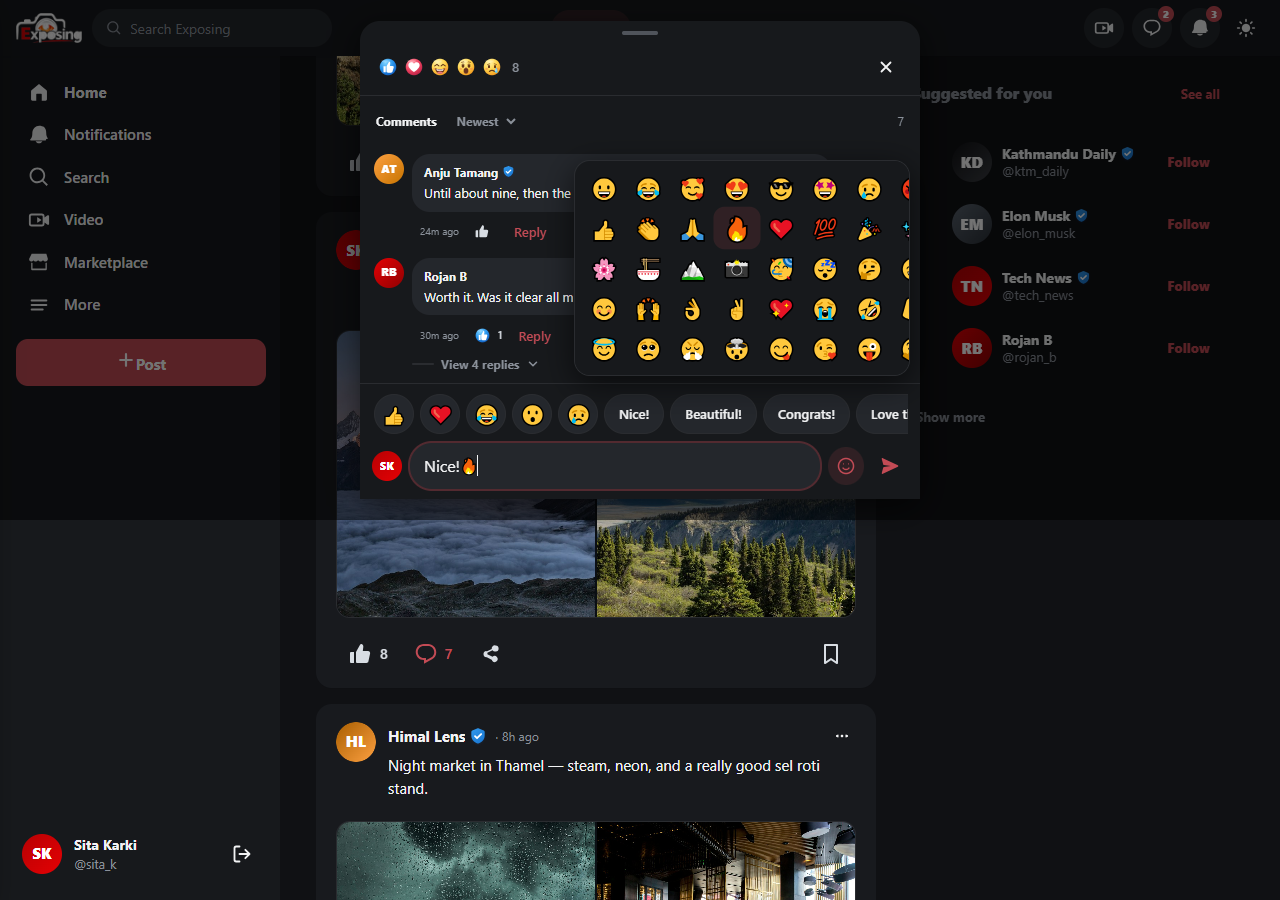 Exposing
Search Exposing
2
3
8
Home
Notifications
Search
Video
Marketplace
More
Post
Comments
Newest
7
AT
Anju Tamang
Until about nine, then the
24m ago
Reply
RB
Rojan B
Worth it. Was it clear all m
30m ago
👍 1
Reply
View 4 replies
👍 ❤️ 😂 😮 😢
Nice!
Beautiful!
Congrats!
Love t
SK
Nice!🔥
uggested for you
See all
KD
Kathmandu Daily
@ktm_daily
Follow
EM
Elon Musk
@elon_musk
Follow
TN
Tech News
@tech_news
Follow
RB
Rojan B
@rojan_b
Follow
Show more
8
7
HL
Himal Lens
· 8h ago
Night market in Thamel — steam, neon, and a really good sel roti
stand.
SK
Sita Karki
@sita_k